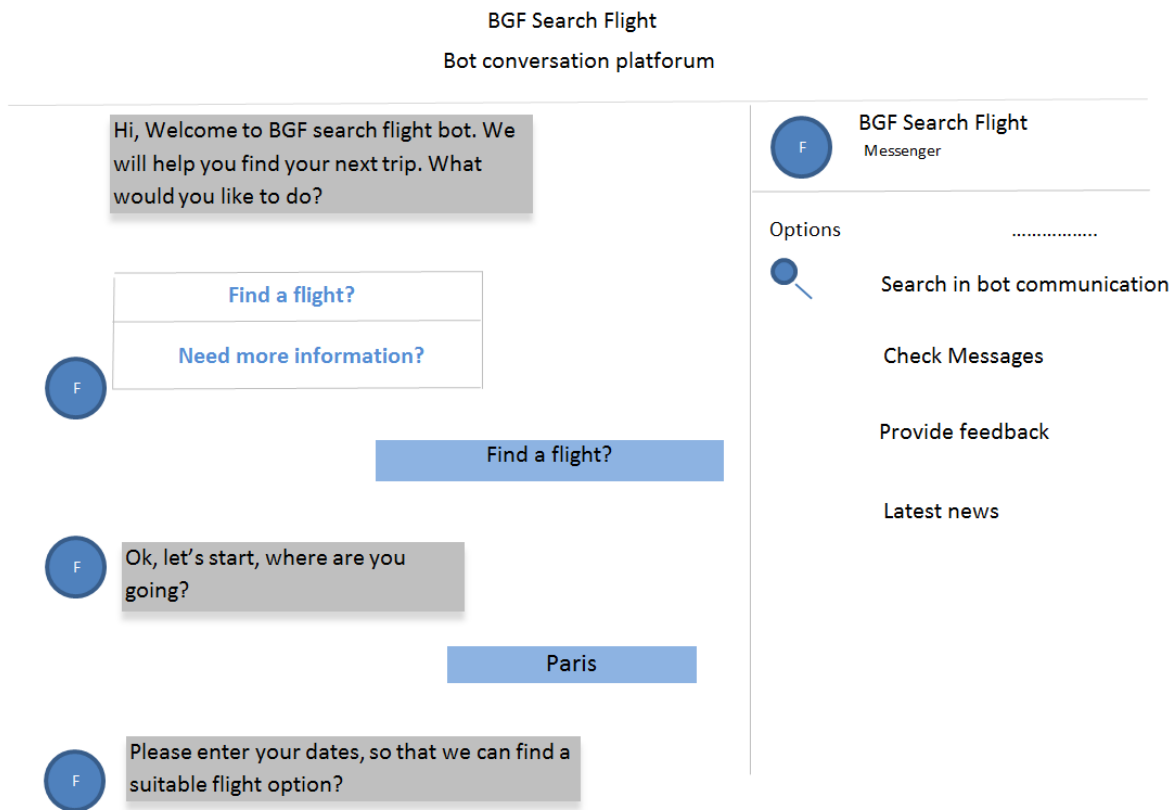 BGF Search Flight
Bot conversation platforum
Hi, Welcome to BGF search flight bot. We
will help you find your next trip. What
would you like to do?
Find a flight?
Need more information?
F
Find a flight?
F
Ok, let's start, where are you
going?
Paris
F
Please enter your dates, so that we can find a
suitable flight option?
F
BGF Search Flight
Messenger
Options ……………..
Search in bot communication
Check Messages
Provide feedback
Latest news